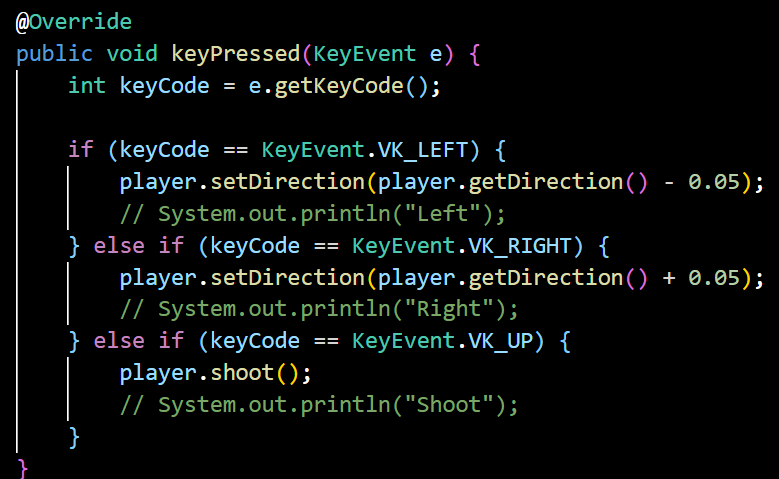 @Override
public void keyPressed(KeyEvent e) {
    int keyCode = e.getKeyCode();

    if (keyCode == KeyEvent.VK_LEFT) {
        player.setDirection(player.getDirection() - 0.05);
        // System.out.println("Left");
    } else if (keyCode == KeyEvent.VK_RIGHT) {
        player.setDirection(player.getDirection() + 0.05);
        // System.out.println("Right");
    } else if (keyCode == KeyEvent.VK_UP) {
        player.shoot();
        // System.out.println("Shoot");
    }
}